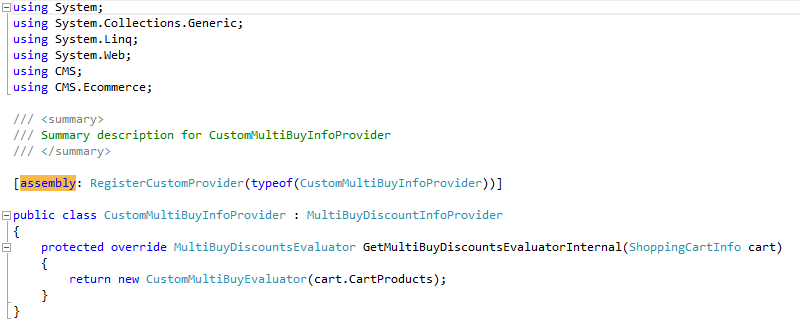 using System;
using System.Collections.Generic;
using System.Linq;
using System.Web;
using CMS;
using CMS.Ecommerce;
/// <summary>
/// Summary description for CustomMultiBuyInfoProvider
/// </summary>
[assembly: RegisterCustomProvider(typeof(CustomMultiBuyInfoProvider))]
public class CustomMultiBuyInfoProvider : MultiBuyDiscountInfoProvider
{
protected override MultiBuyDiscountsEvaluator GetMultiBuyDiscountsEvaluatorInternal(ShoppingCartInfo cart)
{
return new CustomMultiBuyEvaluator(cart.CartProducts);
}
}